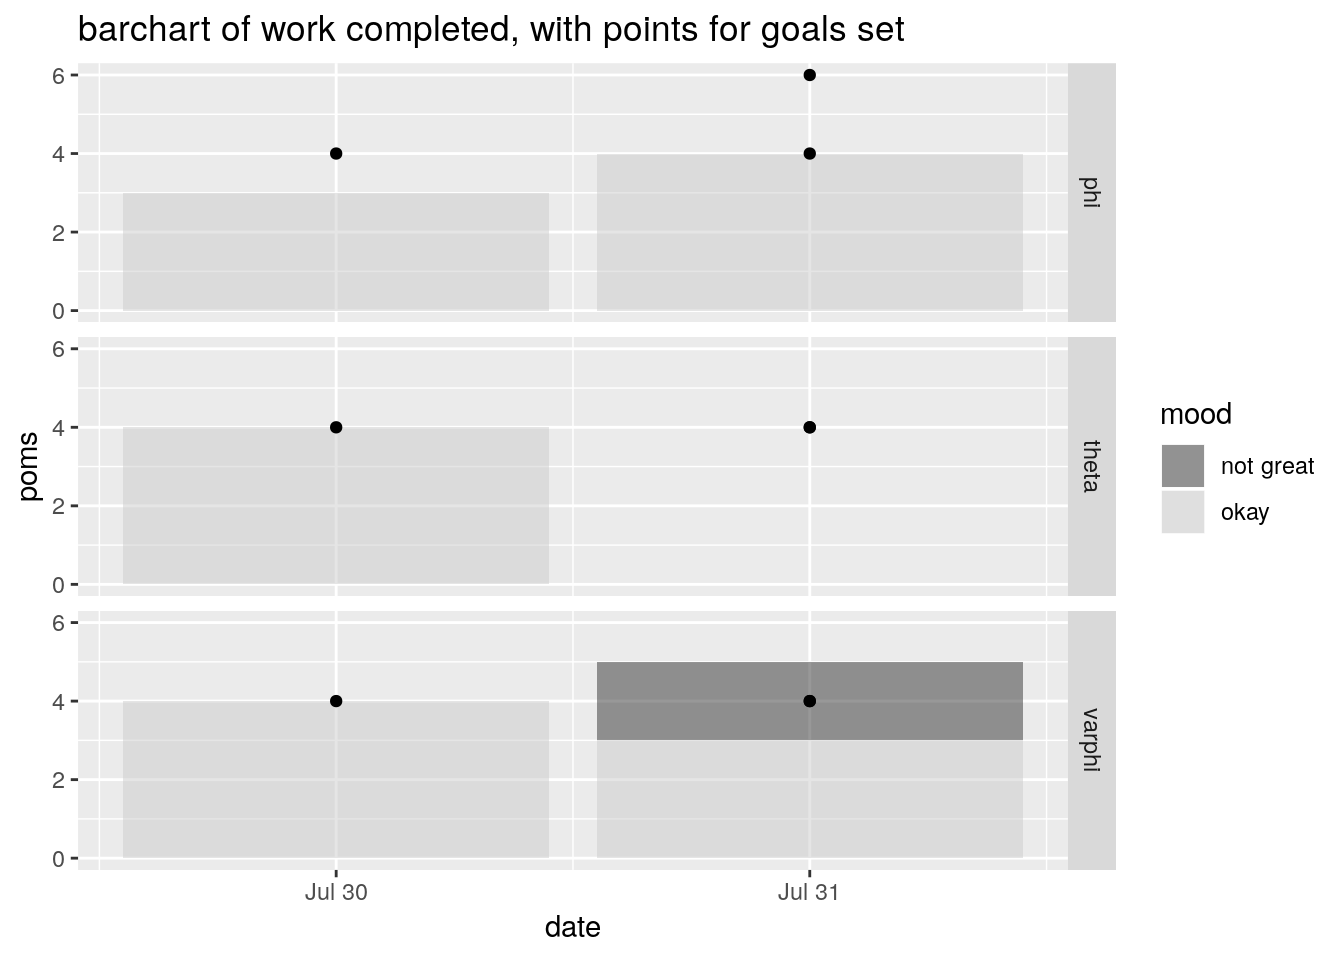 barchart of work completed, with points for goals set
6
4
2
0
phi
6
4
2
0
theta
6
4
2
0
varphi
poms
Jul 30
Jul 31
date
mood
not great
okay